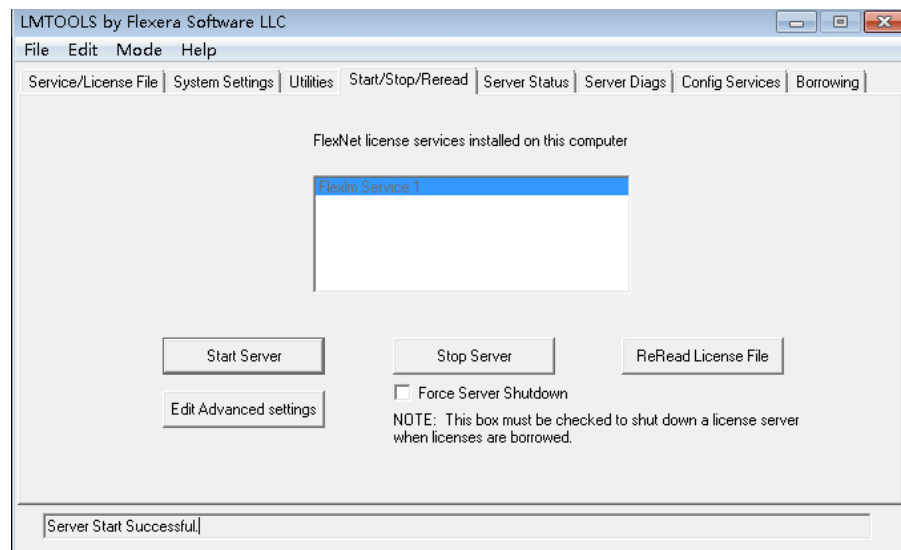 LMTOOLS by Flexera Software LLC
File Edit Mode Help
Service/License File System Settings Utilities Start/Stop/Reread Server Status Server Diags Config Services Borrowing
FlexNet license services installed on this computer
Flexlm Service 1
Start Server Stop Server ReRead License File
Edit Advanced settings
Force Server Shutdown
NOTE: This box must be checked to shut down a license server
when licenses are borrowed.
Server Start Successful.